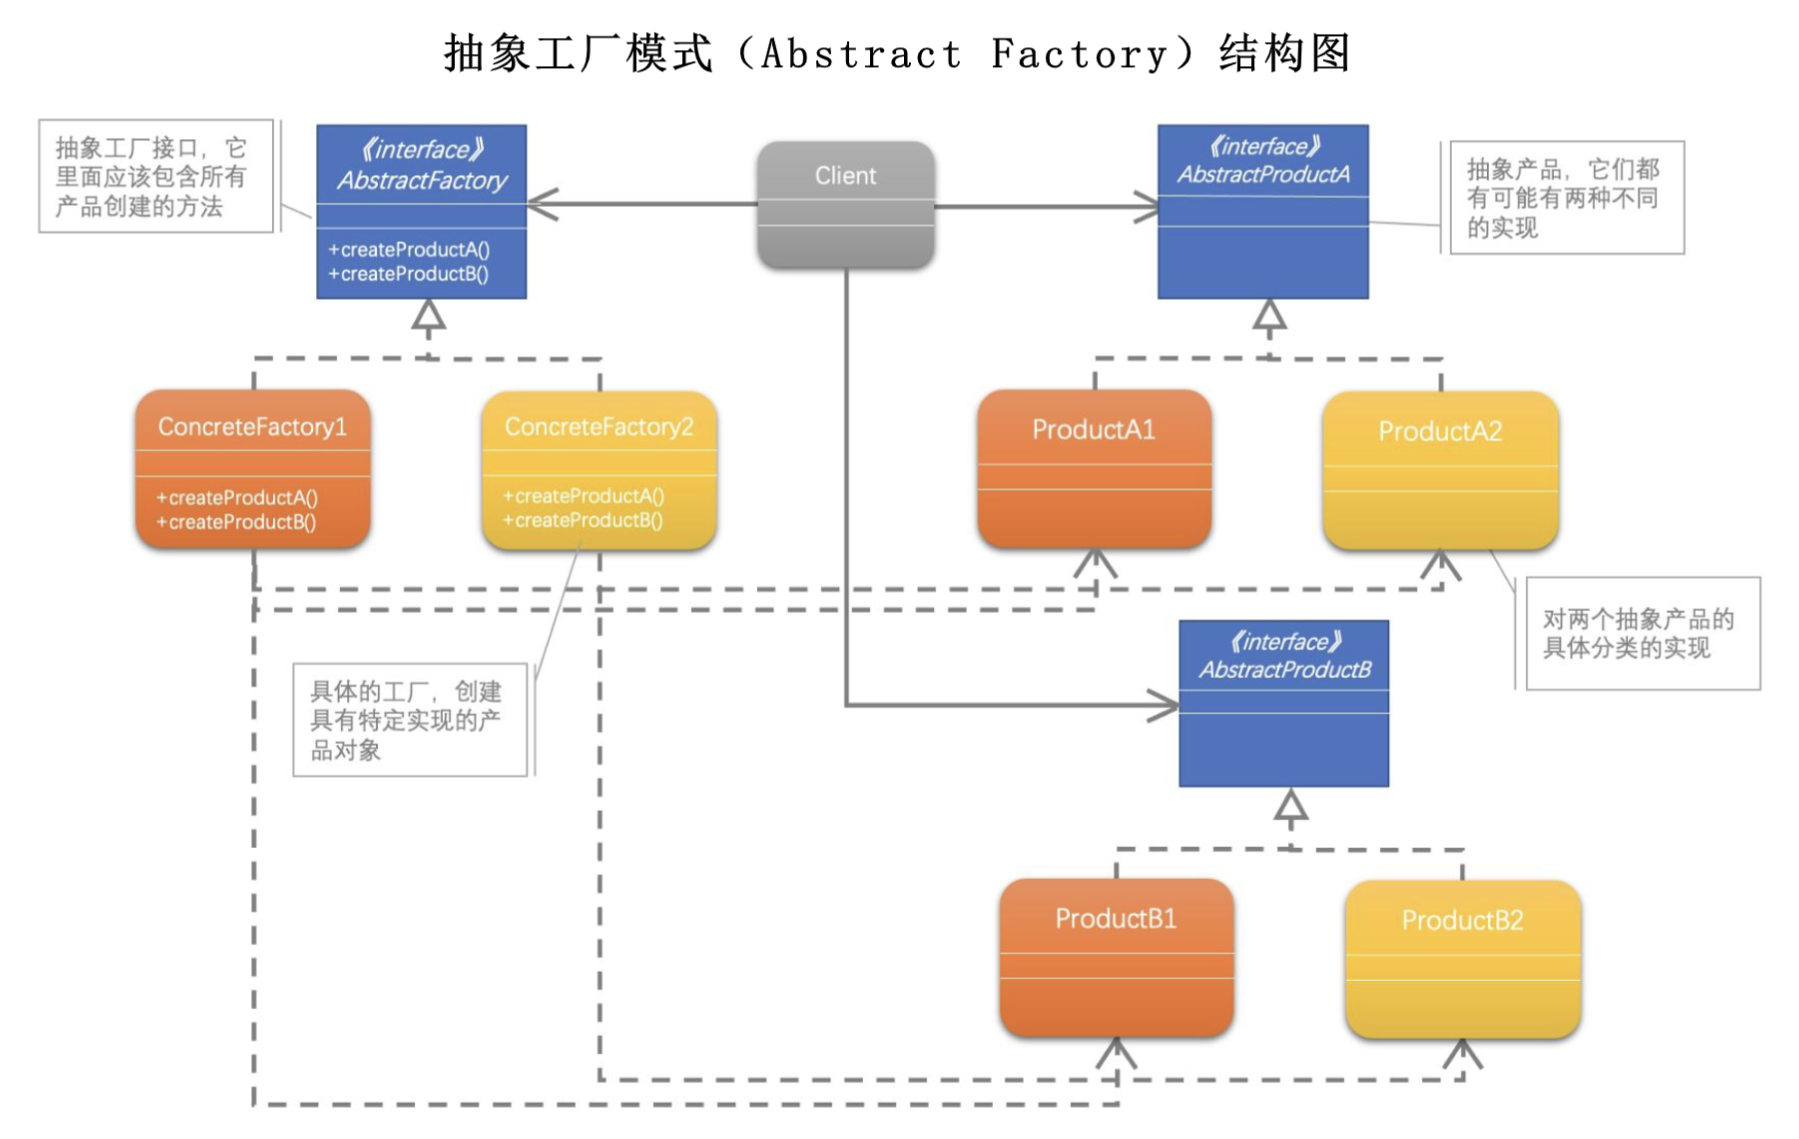 抽象工厂模式（Abstract Factory）结构图
抽象工厂接口，它
里面应该包含所有
产品创建的方法
《interface》
AbstractFactory
+createProductA()
+createProductB()
Client
《interface》
AbstractProductA
抽象产品，它们都
有可能有两种不同
的实现
ConcreteFactory1
+createProductA()
+createProductB()
ConcreteFactory2
+createProductA()
+createProductB()
ProductA1
ProductA2
具体的工厂，创建
具有特定实现的产
品对象
《interface》
AbstractProductB
对两个抽象产品的
具体分类的实现
ProductB1
ProductB2